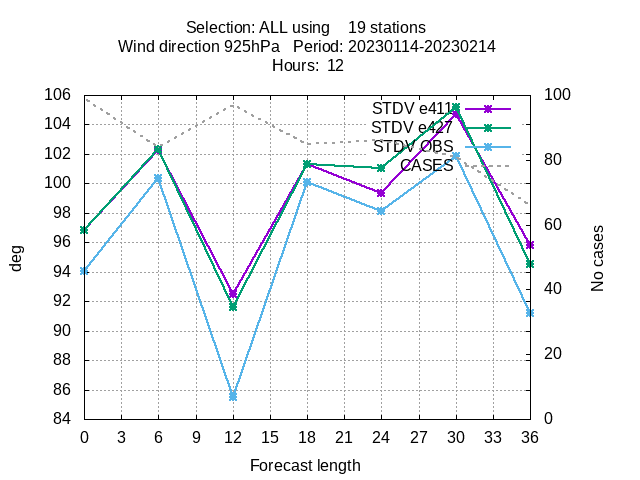 Selection: ALL using    19 stations
Wind direction 925hPa   Period: 20230114-20230214
Hours:  12
106
104
102
100
98
96
94
92
90
88
86
84
100
80
60
40
20
0
STDV e411
STDV e427
STDV OBS
CASES
deg
No cases
0 3 6 9 12 15 18 21 24 27 30 33 36
Forecast length